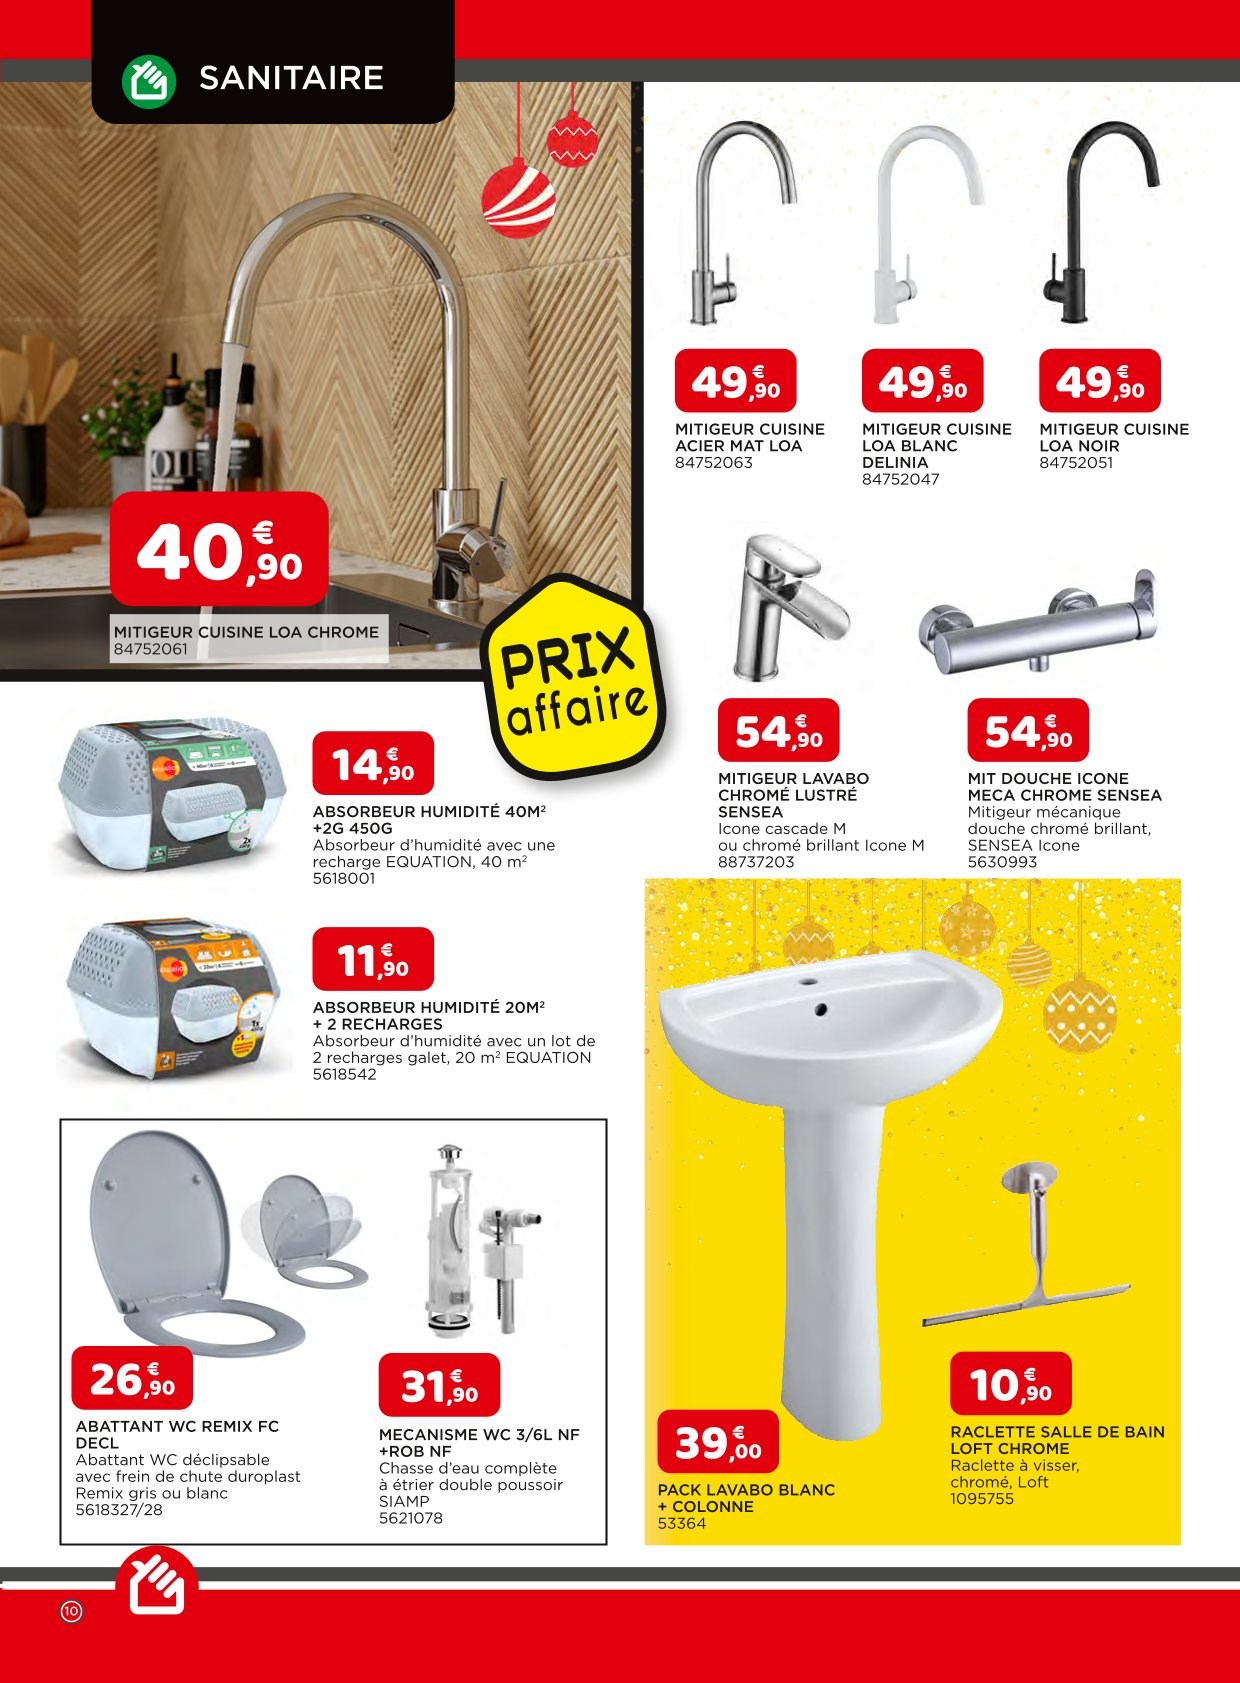 SANITAIRE
40€,90
MITIGEUR CUISINE LOA CHROME
84752061
PRIX
affaire
49€,90
MITIGEUR CUISINE
ACIER MAT LOA
84752063
49€,90
MITIGEUR CUISINE
LOA BLANC
DELINIA
84752047
49€,90
MITIGEUR CUISINE
LOA NOIR
84752051
54€,90
MITIGEUR LAVABO
CHROMÉ LUSTRÉ
SENSEA
Icone cascade M
ou chromé brillant Icone M
88737203
54€,90
MIT DOUCHE ICONE
MECA CHROME SENSEA
Mitigeur mécanique
douche chromé brillant,
SENSEA Icone
5630993
14€,90
ABSORBEUR HUMIDITÉ 40M²
+2G 450G
Absorbeur d'humidité avec une
recharge EQUATION, 40 m²
5618001
11€,90
ABSORBEUR HUMIDITÉ 20M²
+ 2 RECHARGES
Absorbeur d'humidité avec un lot de
2 recharges galet, 20 m² EQUATION
5618542
26€,90
ABATTANT WC REMIX FC
DECL
Abattant WC déclipsable
avec frein de chute duroplast
Remix gris ou blanc
5618327/28
31€,90
MECANISME WC 3/6L NF
+ROB NF
Chasse d'eau complète
à étrier double poussoir
SIAMP
5621078
39€,00
PACK LAVABO BLANC
+ COLONNE
53364
10€,90
RACLETTE SALLE DE BAIN
LOFT CHROME
Raclette à visser,
chromé, Loft
1095755
10